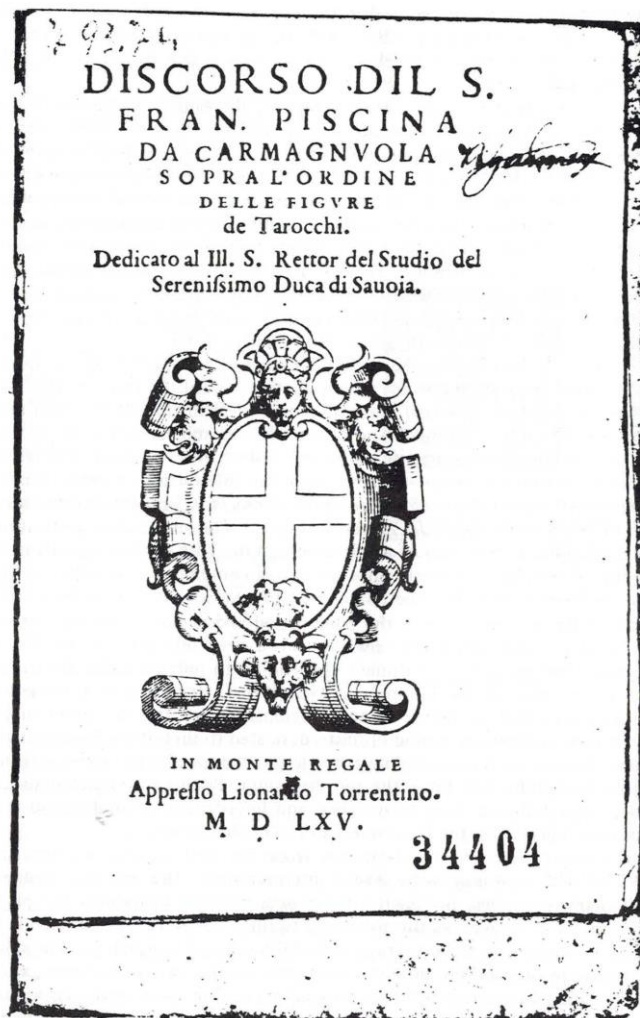 DISCORSO DIL S.
FRAN. PISCINA
DA CARMAGNVOLA
SOPRA L'ORDINE
DELLE FIGVRE
de Tarocchi.
Dedicato al Ill. S. Rettor del Studio del
Sereniſsimo Duca di Sauoia.
IN MONTE REGALE
Appreſſo Lionardo Torrentino.
M D LXV.
34404